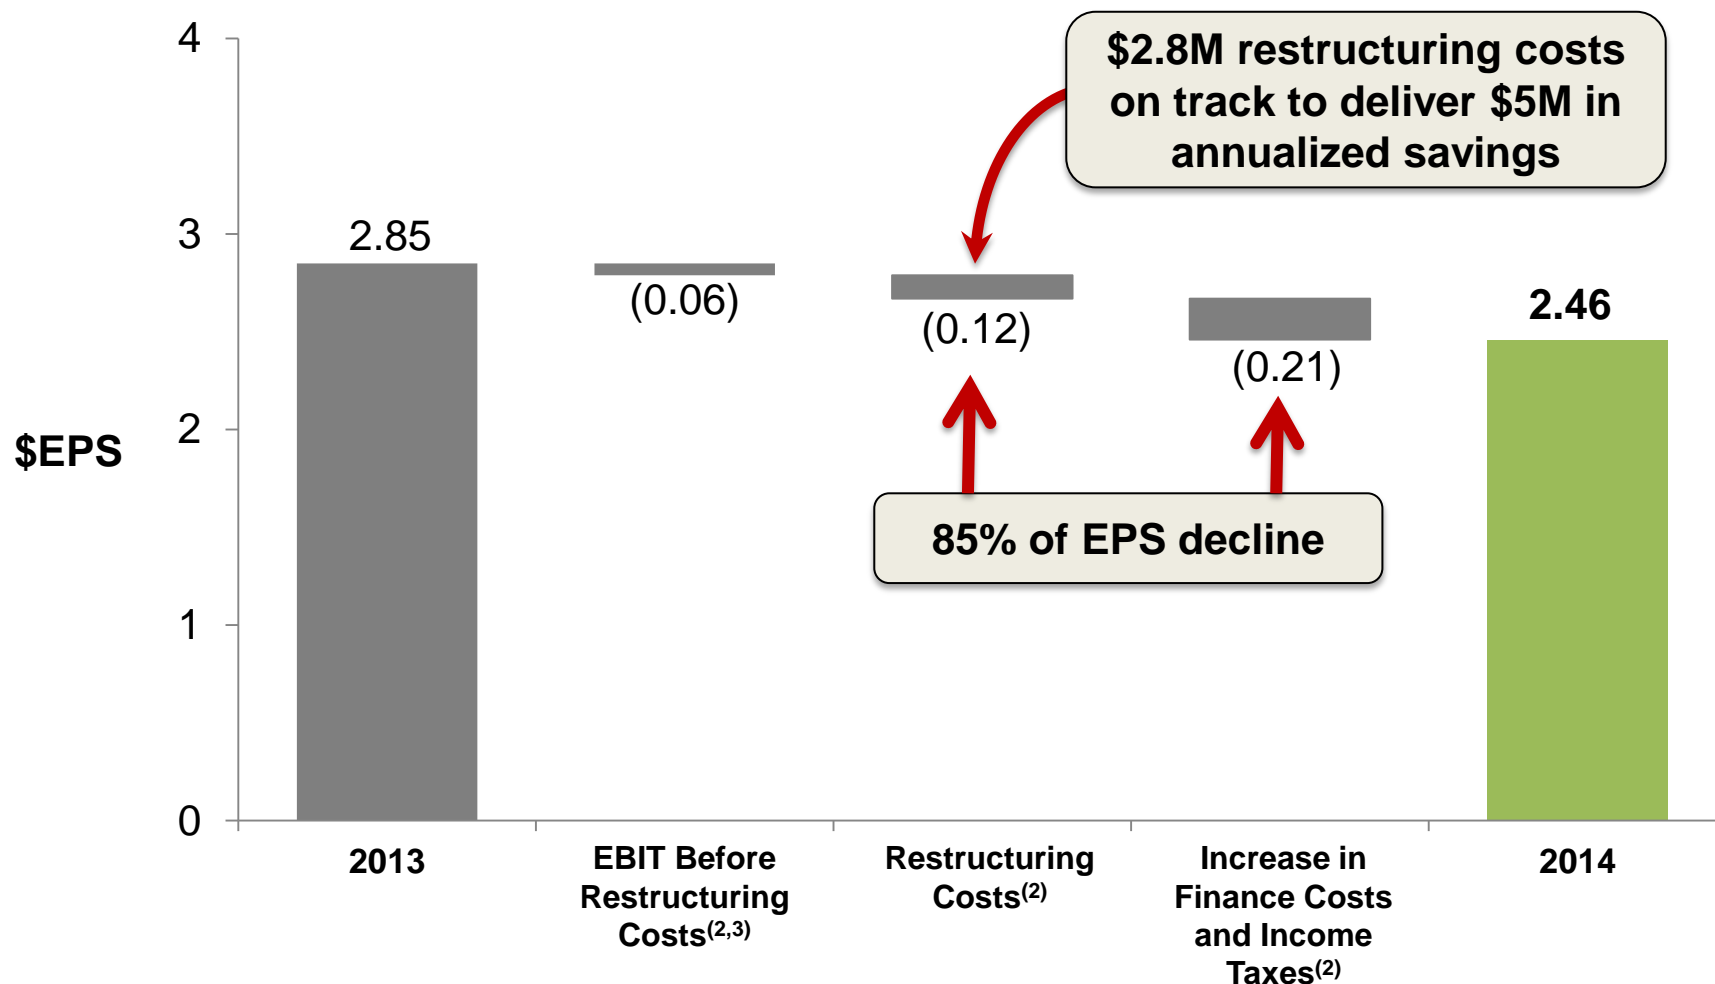 $2.8M restructuring costs
on track to deliver $5M in
annualized savings
4
3
2
1
0
$EPS
2.85
(0.06)
(0.12)
(0.21)
2.46
85% of EPS decline
2013
EBIT Before
Restructuring
Costs(2,3)
Restructuring
Costs(2)
Increase in
Finance Costs
and Income
Taxes(2)
2014